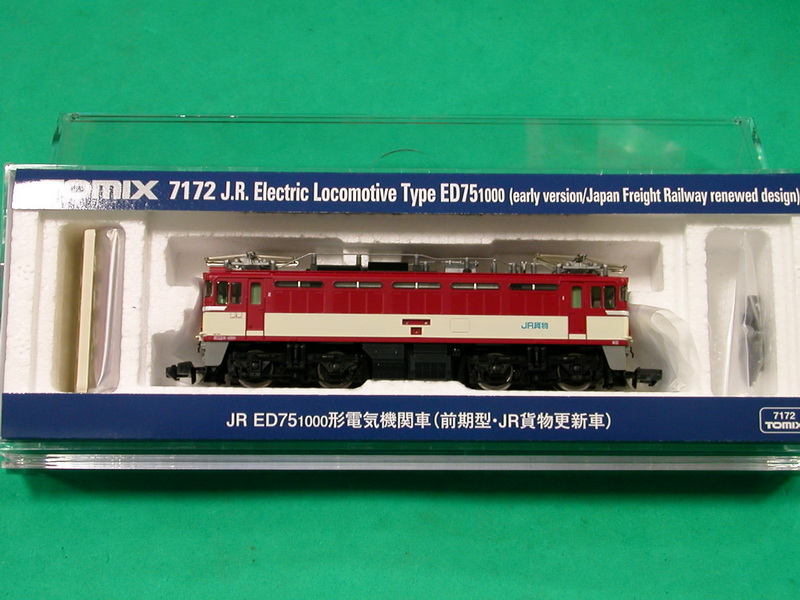 TOMIX 7172 J.R. Electric Locomotive Type ED751000 (early version/Japan Freight Railway renewed design)
JR貨物
JR ED751000形電気機関車(前期型・JR貨物更新車)
7172
TOMIX